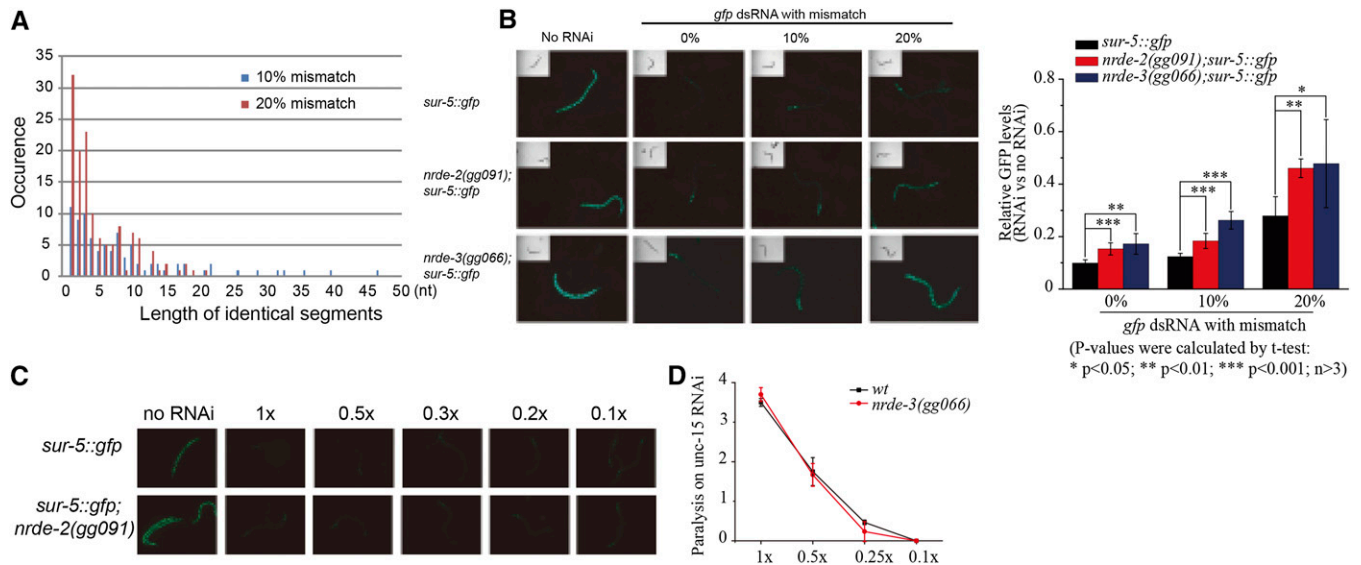 A
Occurence
35
30
25
20
15
10
5
0
10% mismatch
20% mismatch
0 5 10 15 20 25 30 35 40 45 50 (nt)
Length of identical segments
B
gfp dsRNA with mismatch
No RNAi 0% 10% 20%
sur-5::gfp
nrde-2(gg091);
sur-5::gfp
nrde-3(gg066);
sur-5::gfp
sur-5::gfp
nrde-2(gg091);sur-5::gfp
nrde-3(gg066);sur-5::gfp
Relative GFP levels
(RNAi vs no RNAi)
0.8
0.6
0.4
0.2
0.0
*** **
*** ***
** *
0% 10% 20%
gfp dsRNA with mismatch
(P-values were calculated by t-test:
* p<0.05; ** p<0.01; *** p<0.001; n>3)
C
no RNAi 1x 0.5x 0.3x 0.2x 0.1x
sur-5::gfp
sur-5::gfp;
nrde-2(gg091)
D
Paralysis on unc-15 RNAi
4
3
2
1
0
wt
nrde-3(gg066)
1x 0.5x 0.25x 0.1x